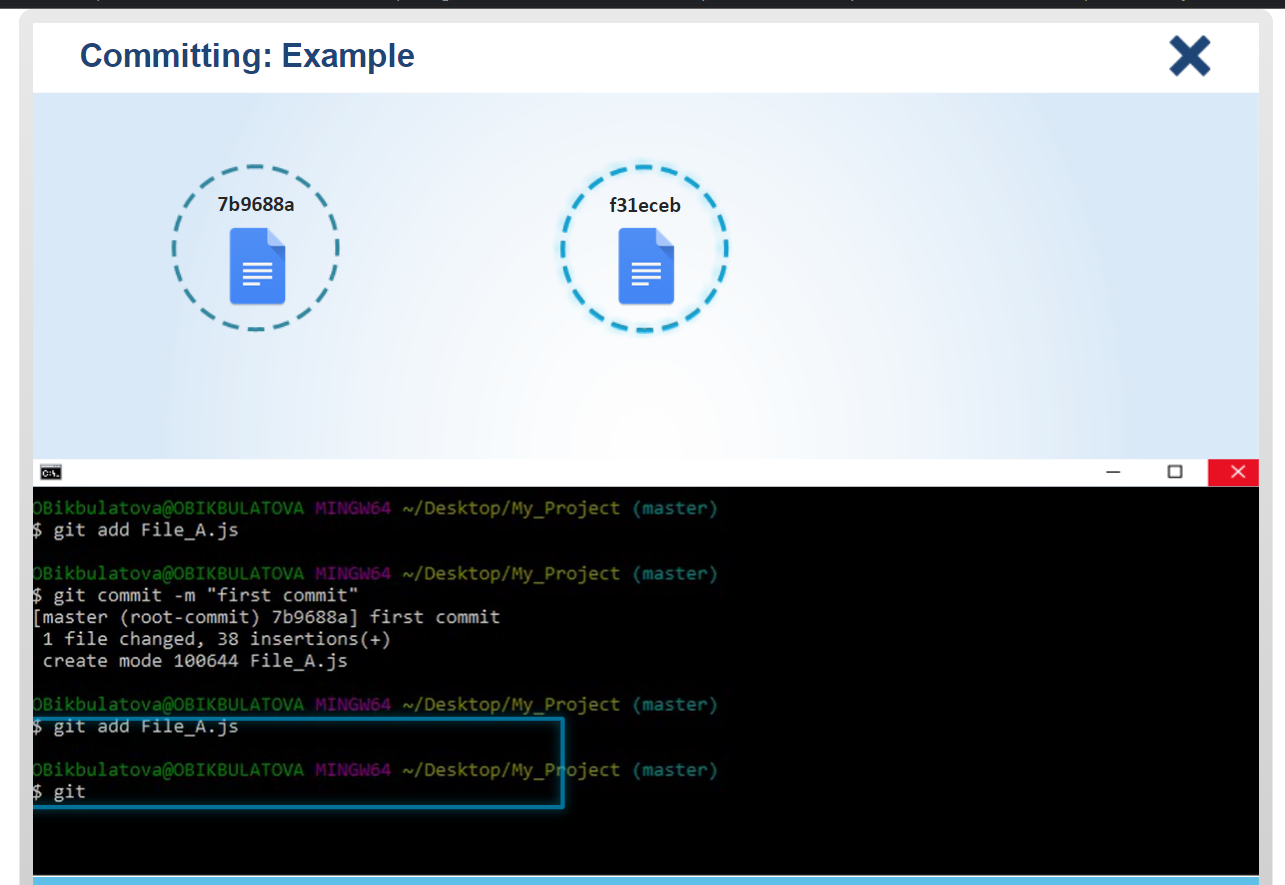 Committing: Example
7b9688a
f31eceb
C:\.
OBikbulatova@OBIKBULATOVA MINGW64 ~/Desktop/My_Project (master)
$ git add File_A.js
OBikbulatova@OBIKBULATOVA MINGW64 ~/Desktop/My_Project (master)
$ git commit -m "first commit"
[master (root-commit) 7b9688a] first commit
1 file changed, 38 insertions(+)
create mode 100644 File_A.js
OBikbulatova@OBIKBULATOVA MINGW64 ~/Desktop/My_Project (master)
$ git add File_A.js
OBikbulatova@OBIKBULATOVA MINGW64 ~/Desktop/My_Project (master)
$ git